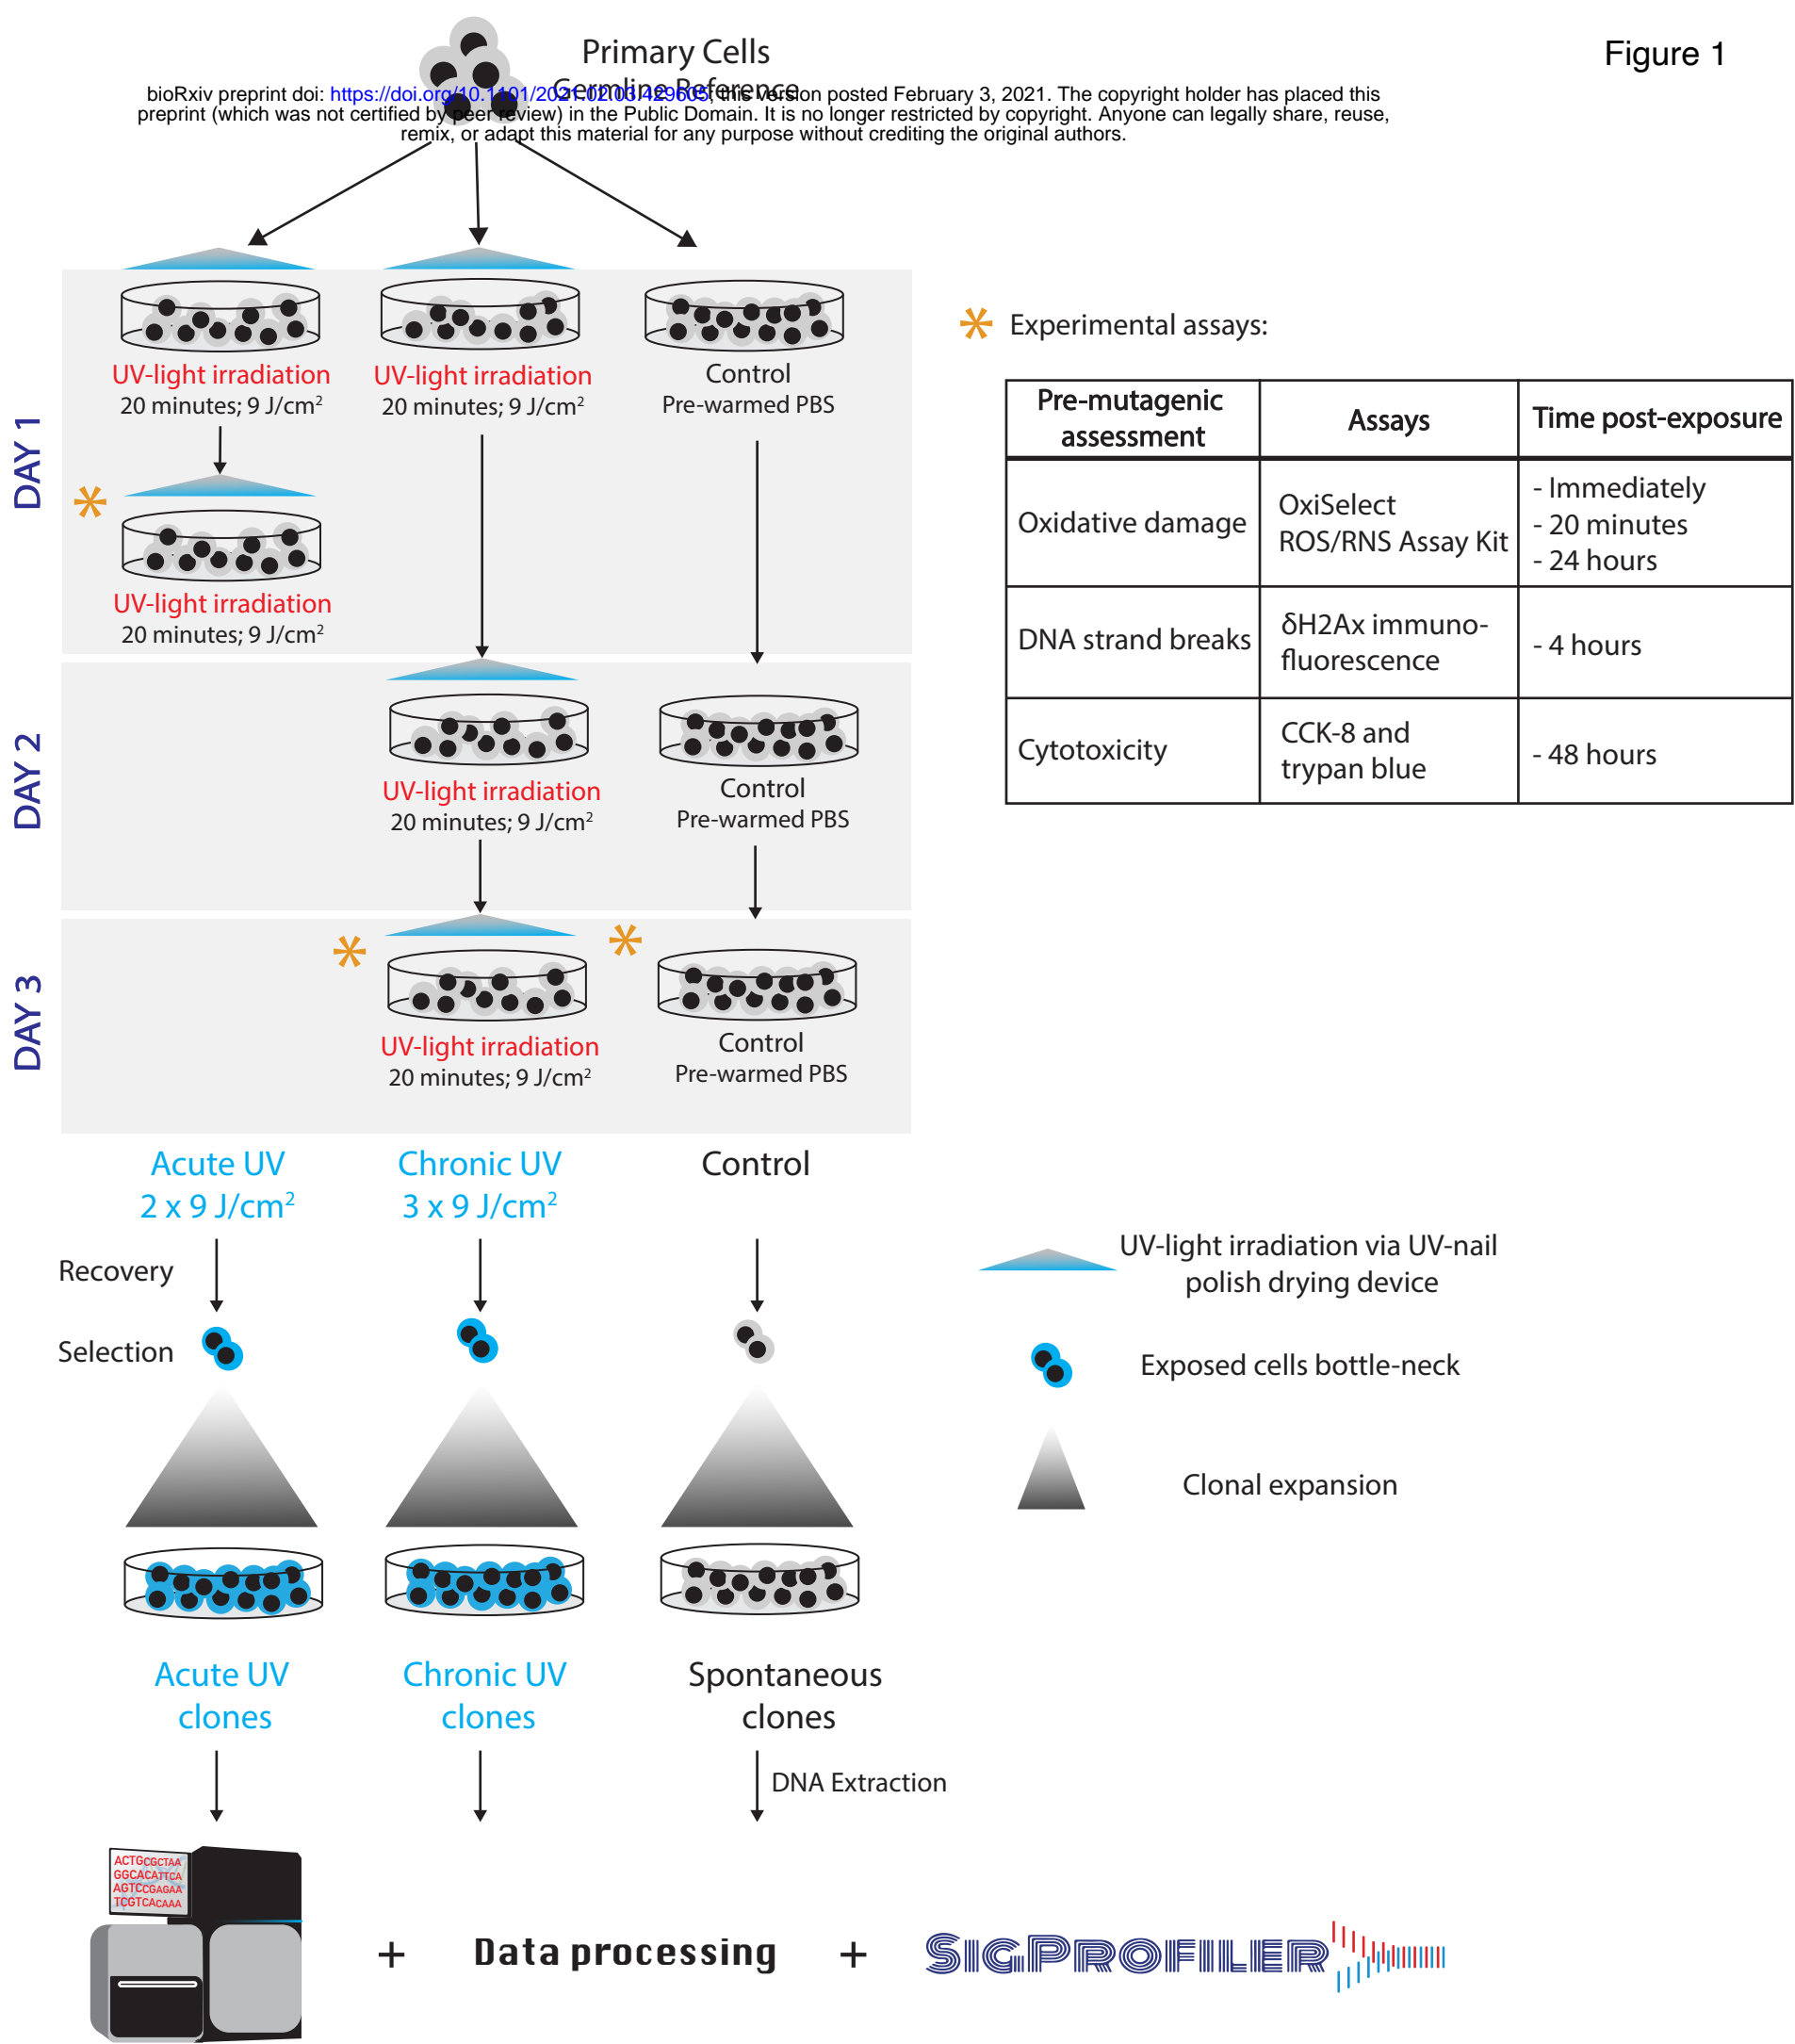 Figure 1
Primary Cells
Germline Reference
bioRxiv preprint doi: https://doi.org/10.1101/2021.02.03.429605; this version posted February 3, 2021. The copyright holder has placed this
preprint (which was not certified by peer review) in the Public Domain. It is no longer restricted by copyright. Anyone can legally share, reuse,
remix, or adapt this material for any purpose without crediting the original authors.
DAY 1
UV-light irradiation
20 minutes; 9 J/cm²
UV-light irradiation
20 minutes; 9 J/cm²
Control
Pre-warmed PBS
*
UV-light irradiation
20 minutes; 9 J/cm²
DAY 2
UV-light irradiation
20 minutes; 9 J/cm²
Control
Pre-warmed PBS
DAY 3
*
*
UV-light irradiation
20 minutes; 9 J/cm²
Control
Pre-warmed PBS
* Experimental assays:
Pre-mutagenic
assessment
Assays
Time post-exposure
Oxidative damage
OxiSelect
ROS/RNS Assay Kit
- Immediately
- 20 minutes
- 24 hours
DNA strand breaks
δH2Ax immuno-
fluorescence
- 4 hours
Cytotoxicity
CCK-8 and
trypan blue
- 48 hours
Acute UV
2 x 9 J/cm²
Chronic UV
3 x 9 J/cm²
Control
Recovery
Selection
UV-light irradiation via UV-nail
polish drying device
Exposed cells bottle-neck
Clonal expansion
Acute UV
clones
Chronic UV
clones
Spontaneous
clones
DNA Extraction
ACTGCGCTAA
GGCACATTCA
AGTCCGAGAA
TCGTCACAAA
+ Data processing + SIGPROFILER